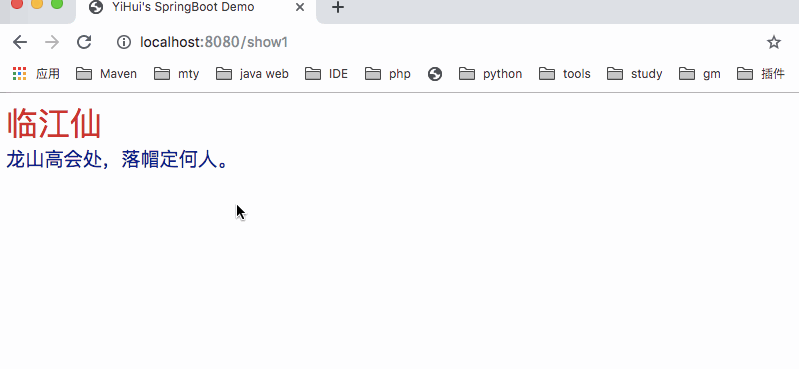 YiHui's SpringBoot Demo
localhost:8080/show1
应用 Maven mty java web IDE php python tools study gm 插件
临江仙
龙山高会处，落帽定何人。